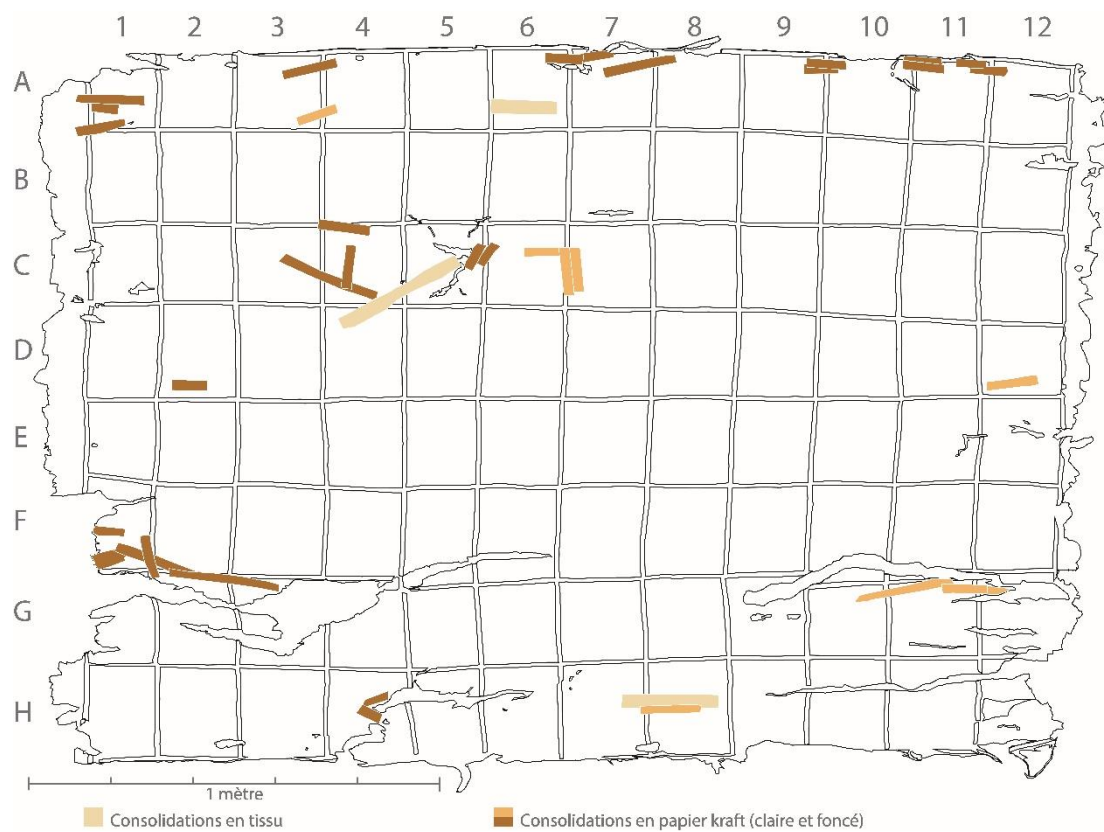 1 2 3 4 5 6 7 8 9 10 11 12
A
B
C
D
E
F
G
H
1 mètre
Consolidations en tissu
Consolidations en papier kraft (claire et foncé)